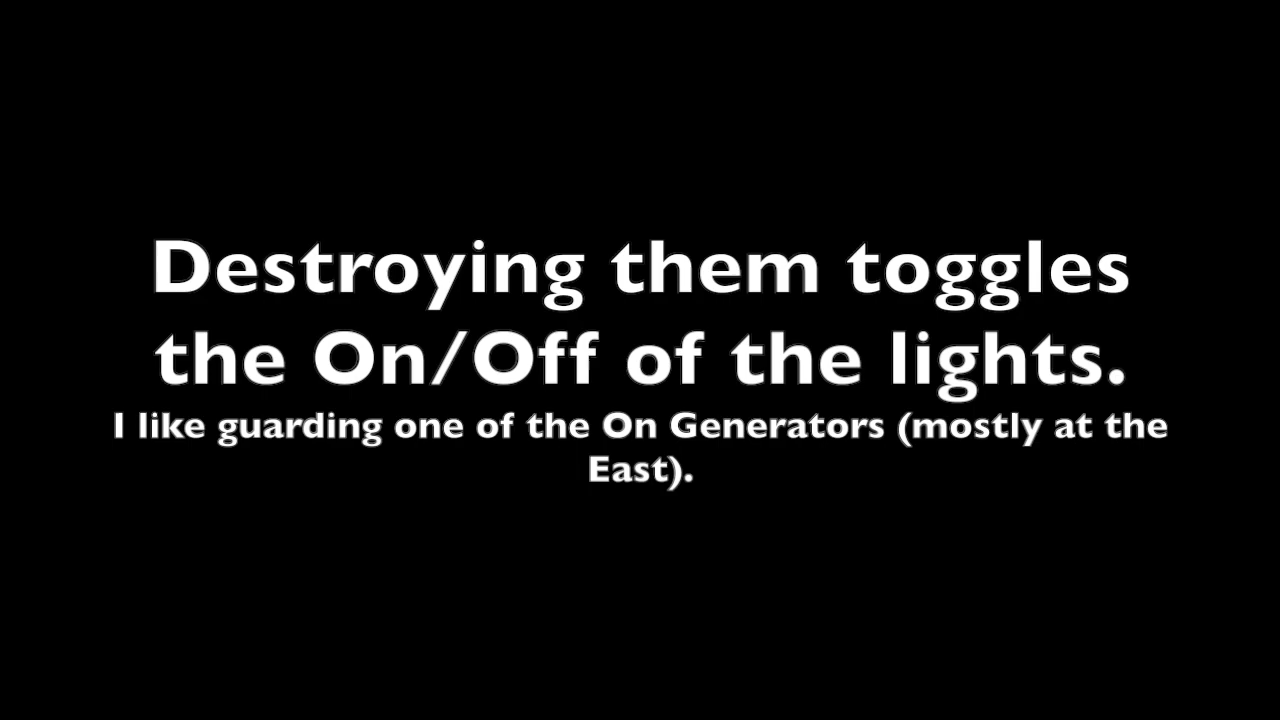 Destroying them toggles
the On/Off of the lights.
I like guarding one of the On Generators (mostly at the
East).